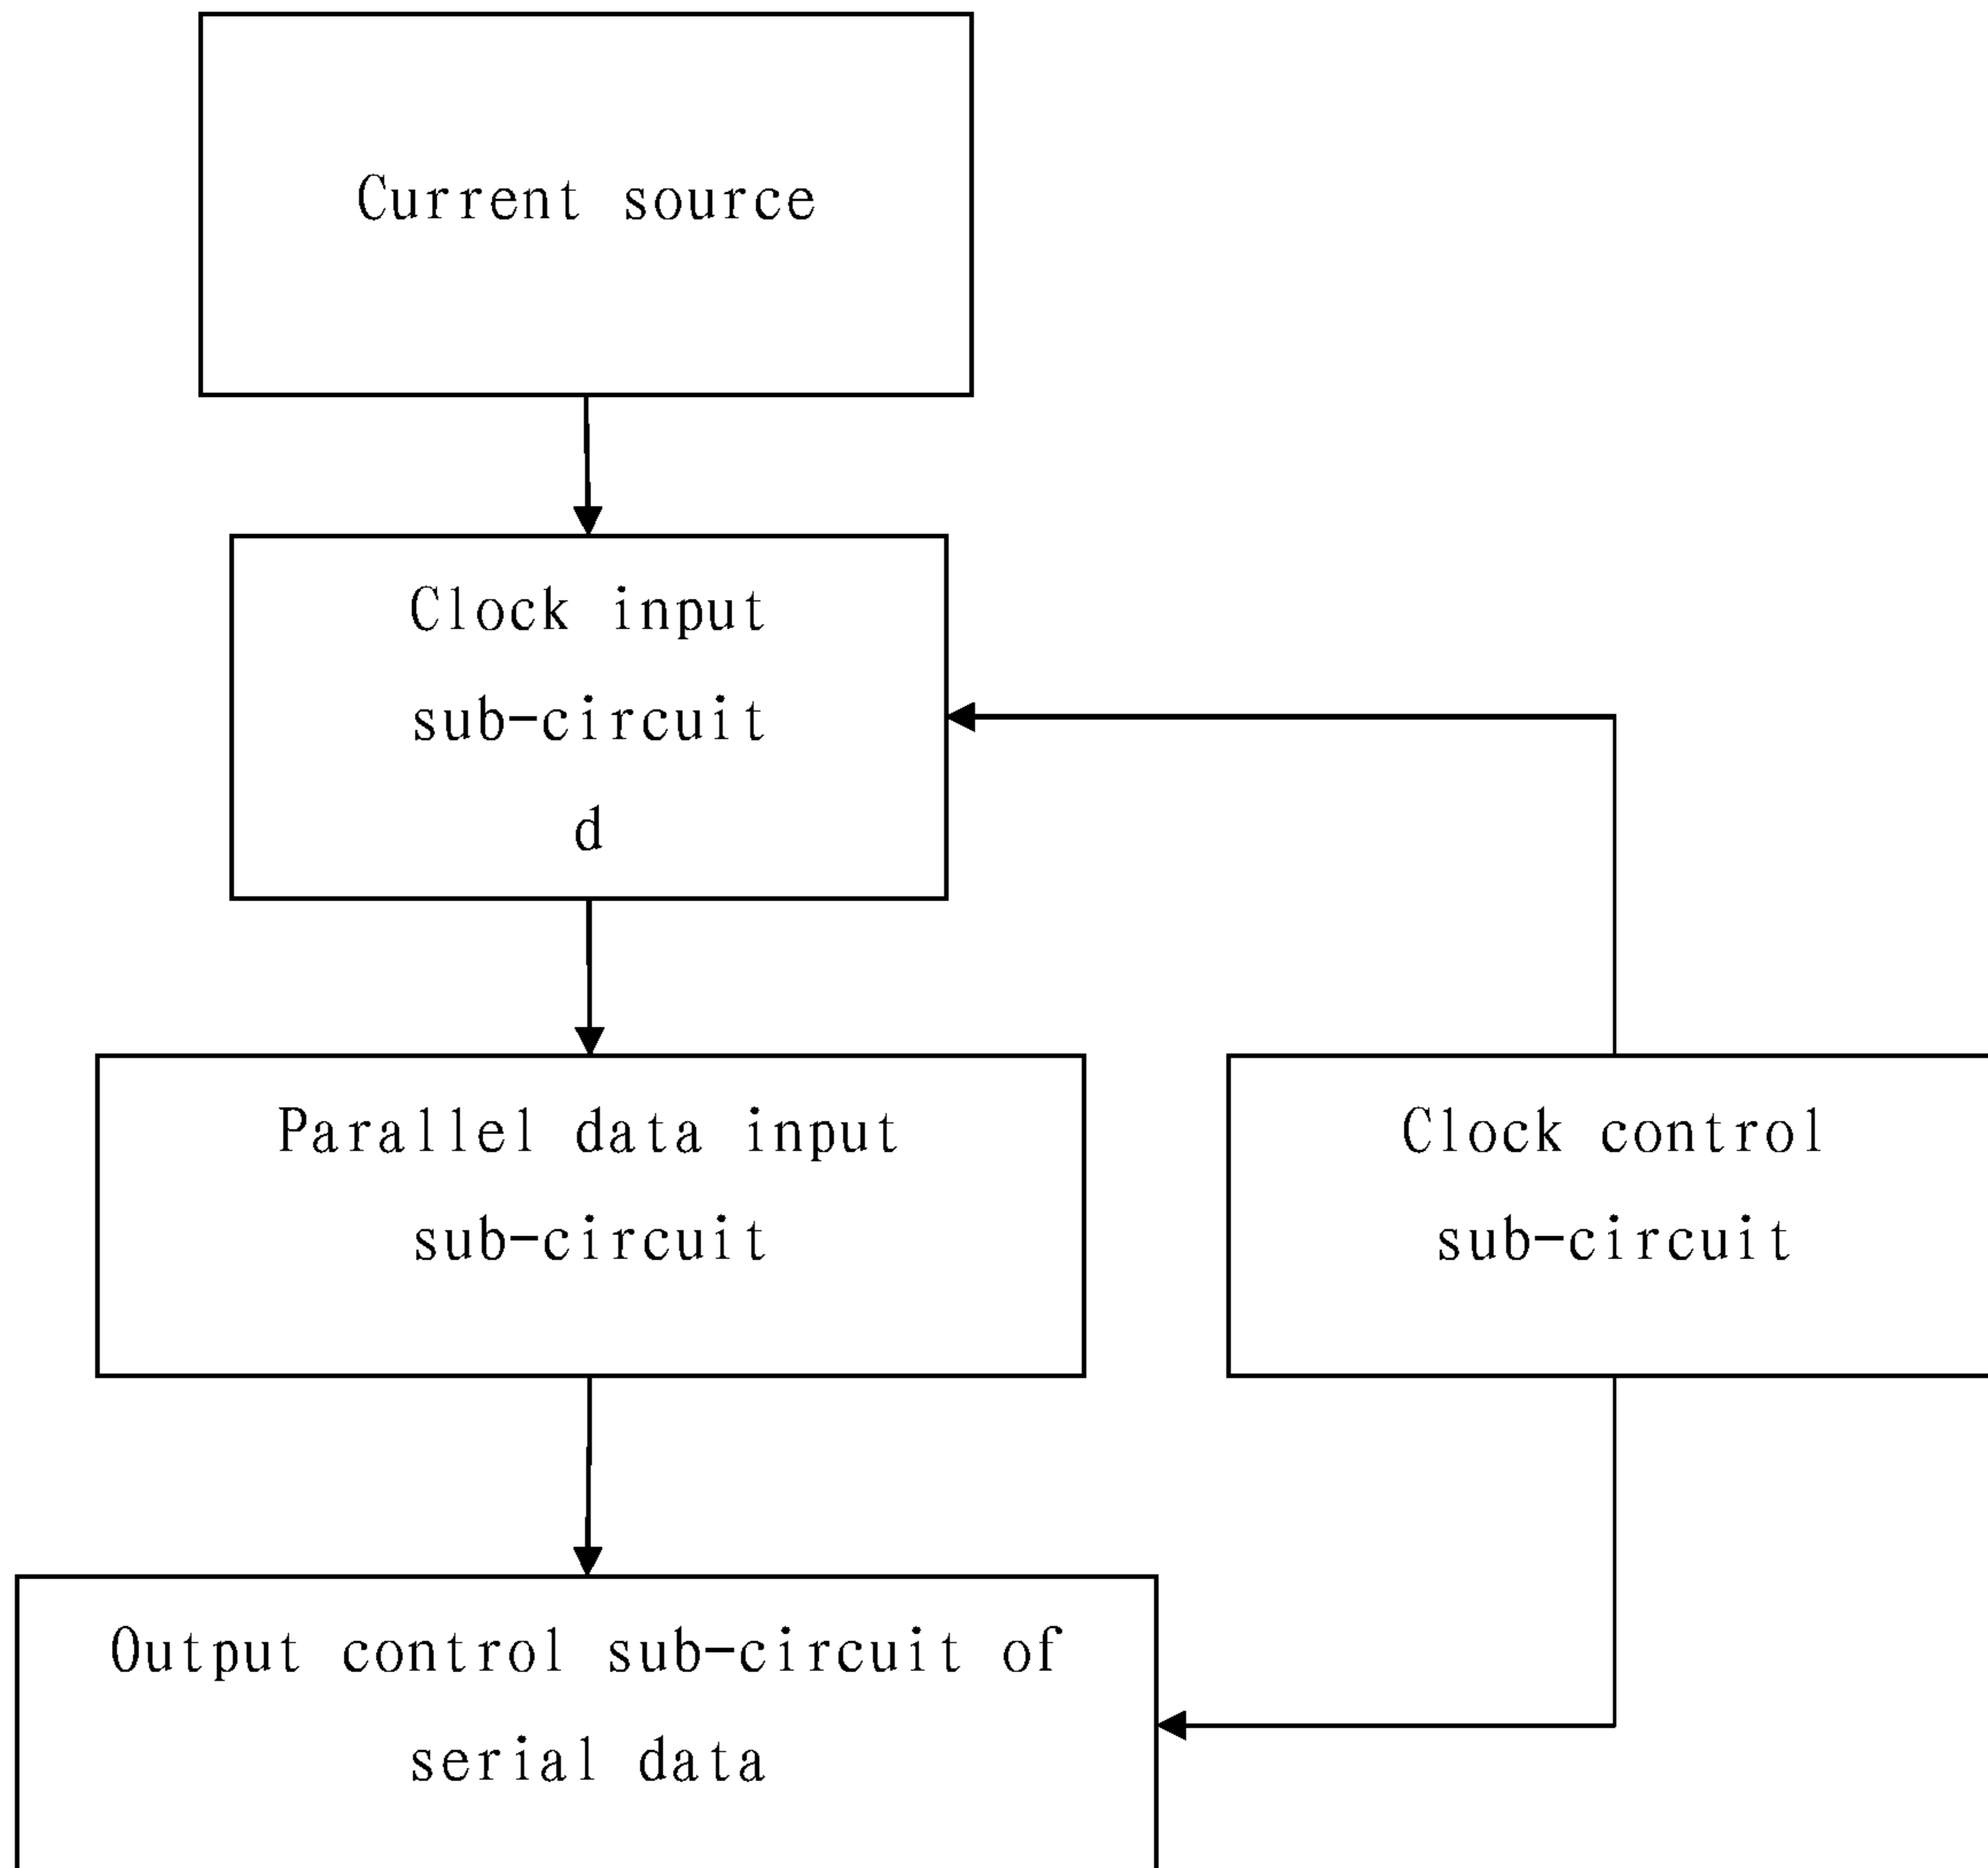 Current source
Clock input
sub-circuit
d
Parallel data input
sub-circuit
Clock control
sub-circuit
Output control sub-circuit of
serial data